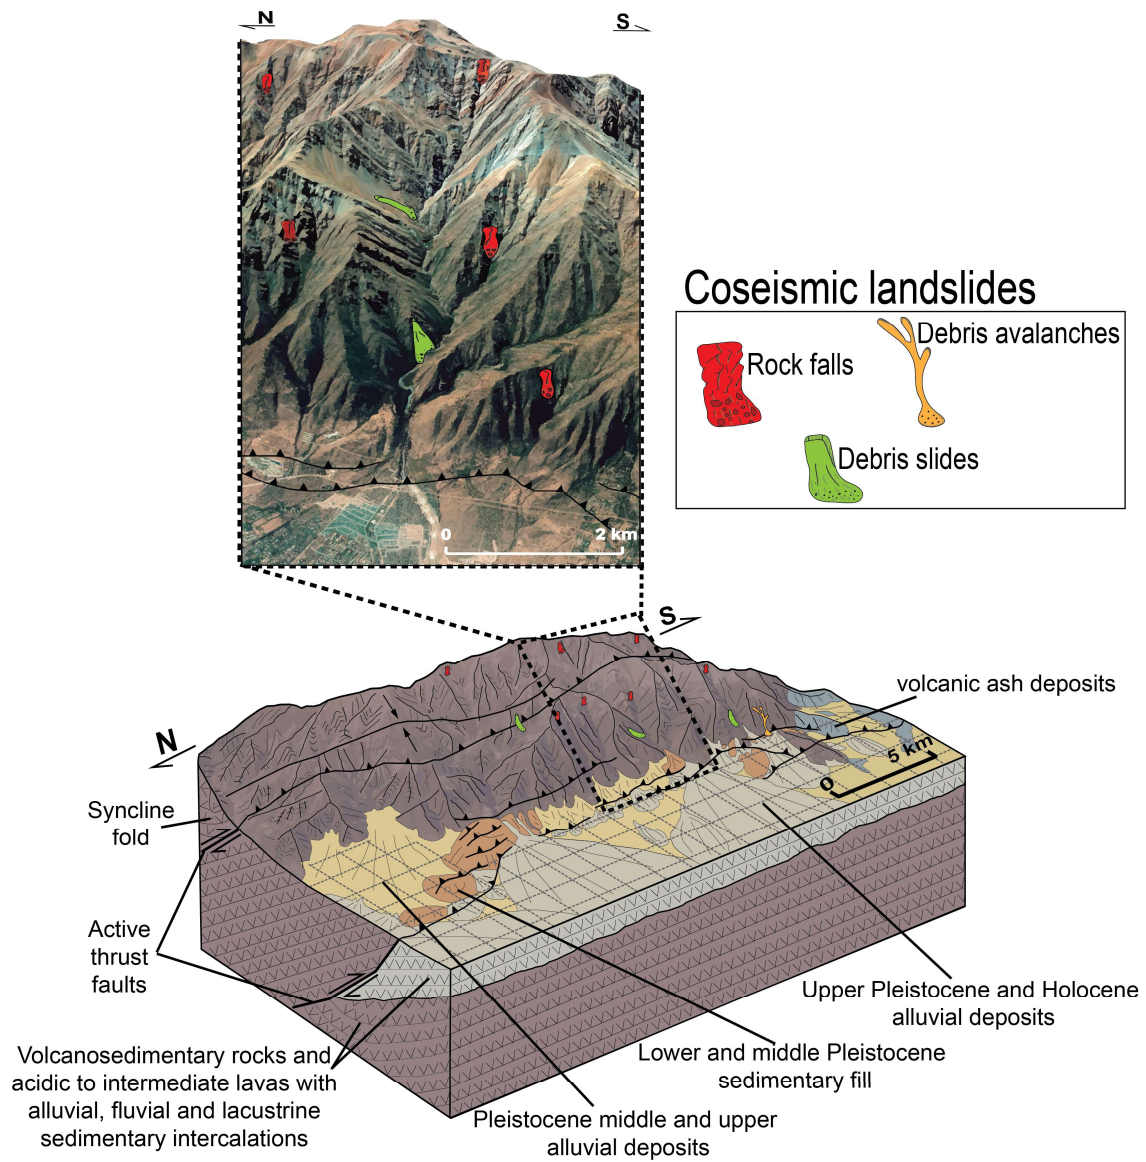 N
S
Coseismic landslides
Debris avalanches
Rock falls
Debris slides
0
2 km
S
volcanic ash deposits
N
5 km
0
Syncline
fold
Active
thrust
faults
Upper Pleistocene and Holocene
alluvial deposits
Lower and middle Pleistocene
sedimentary fill
Volcanosedimentary rocks and
acidic to intermediate lavas with
alluvial, fluvial and lacustrine
sedimentary intercalations
Pleistocene middle and upper
alluvial deposits